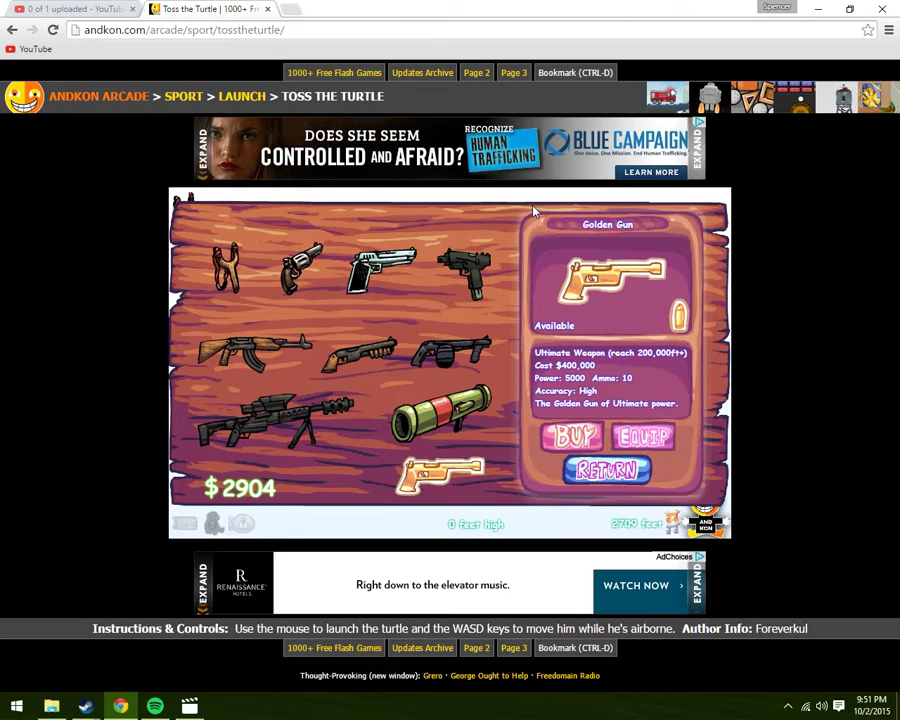 0 of 1 uploaded - YouTub
Toss the Turtle | 1000+ Fr
Spencer
andkon.com/arcade/sport/tosstheturtle/
YouTube
1000+ Free Flash Games
Updates Archive
Page 2
Page 3
Bookmark (CTRL-D)
ANDKON ARCADE > SPORT > LAUNCH > TOSS THE TURTLE
EXPAND
DOES SHE SEEM
CONTROLLED AND AFRAID?
RECOGNIZE
HUMAN
TRAFFICKING
BLUE CAMPAIGN
One Voice. One Mission. End Human Trafficking.
LEARN MORE
EXPAND
Golden Gun
Available
Ultimate Weapon (reach 200,000ft+)
Cost $400,000
Power: 5000 Ammo: 10
Accuracy: High
The Golden Gun of Ultimate power.
BUY
EQUIP
RETURN
$ 2904
0 feet high
2709 feet
AND
KON
AdChoices
EXPAND
R
RENAISSANCE
HOTELS
Right down to the elevator music.
WATCH NOW
EXPAND
Instructions & Controls: Use the mouse to launch the turtle and the WASD keys to move him while he's airborne. Author Info: Foreverkul
1000+ Free Flash Games
Updates Archive
Page 2
Page 3
Bookmark (CTRL-D)
Thought-Provoking (new window): Grero · George Ought to Help · Freedomain Radio
9:51 PM
10/2/2015